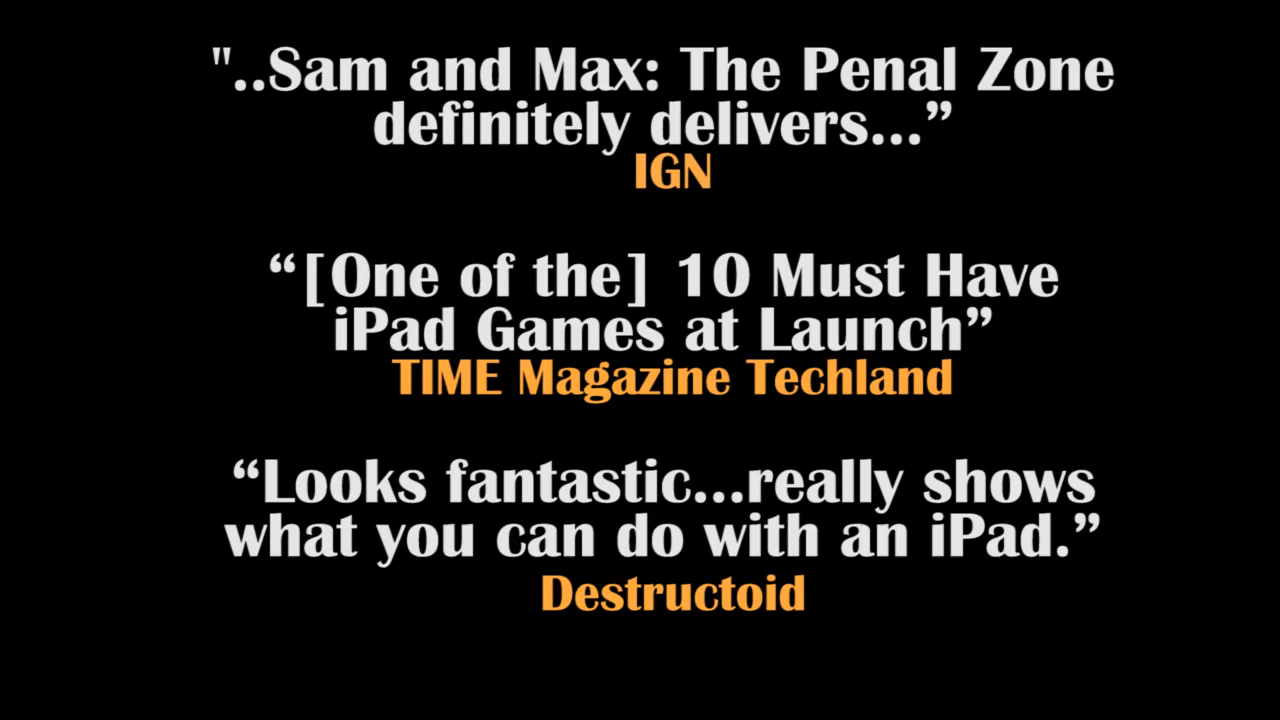 "..Sam and Max: The Penal Zone
definitely delivers...”
IGN
“[One of the] 10 Must Have
iPad Games at Launch”
TIME Magazine Techland
“Looks fantastic...really shows
what you can do with an iPad.”
Destructoid